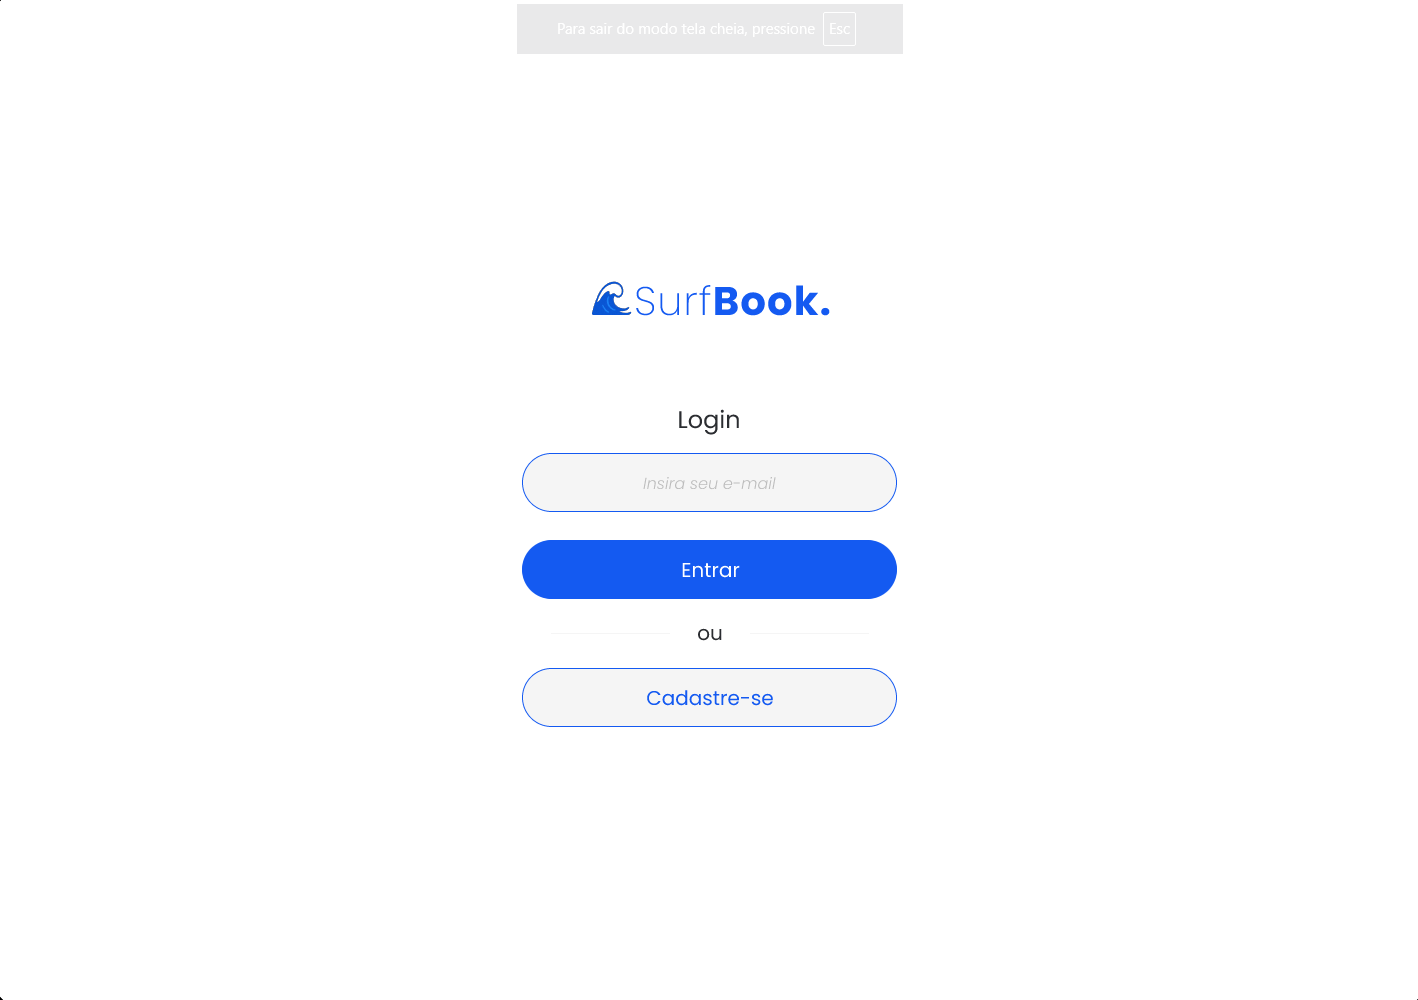 Para sair do modo tela cheia, pressione Esc
SurfBook.
Login
Insira seu e-mail
Entrar
ou
Cadastre-se